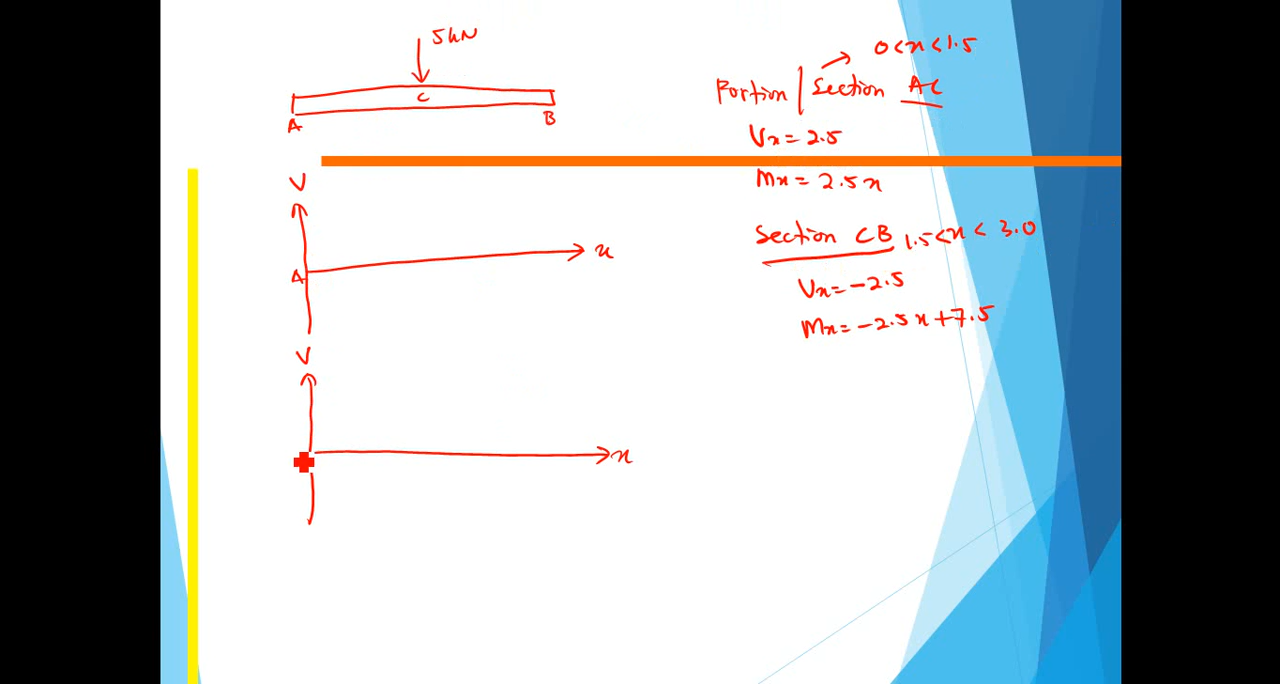 5kN
C
A
B
V
A
x
V
x
0<x<1.5
Portion | Section AC
Vx = 2.5
Mx = 2.5x
Section CB 1.5<x< 3.0
Vx = -2.5
Mx = -2.5x+7.5